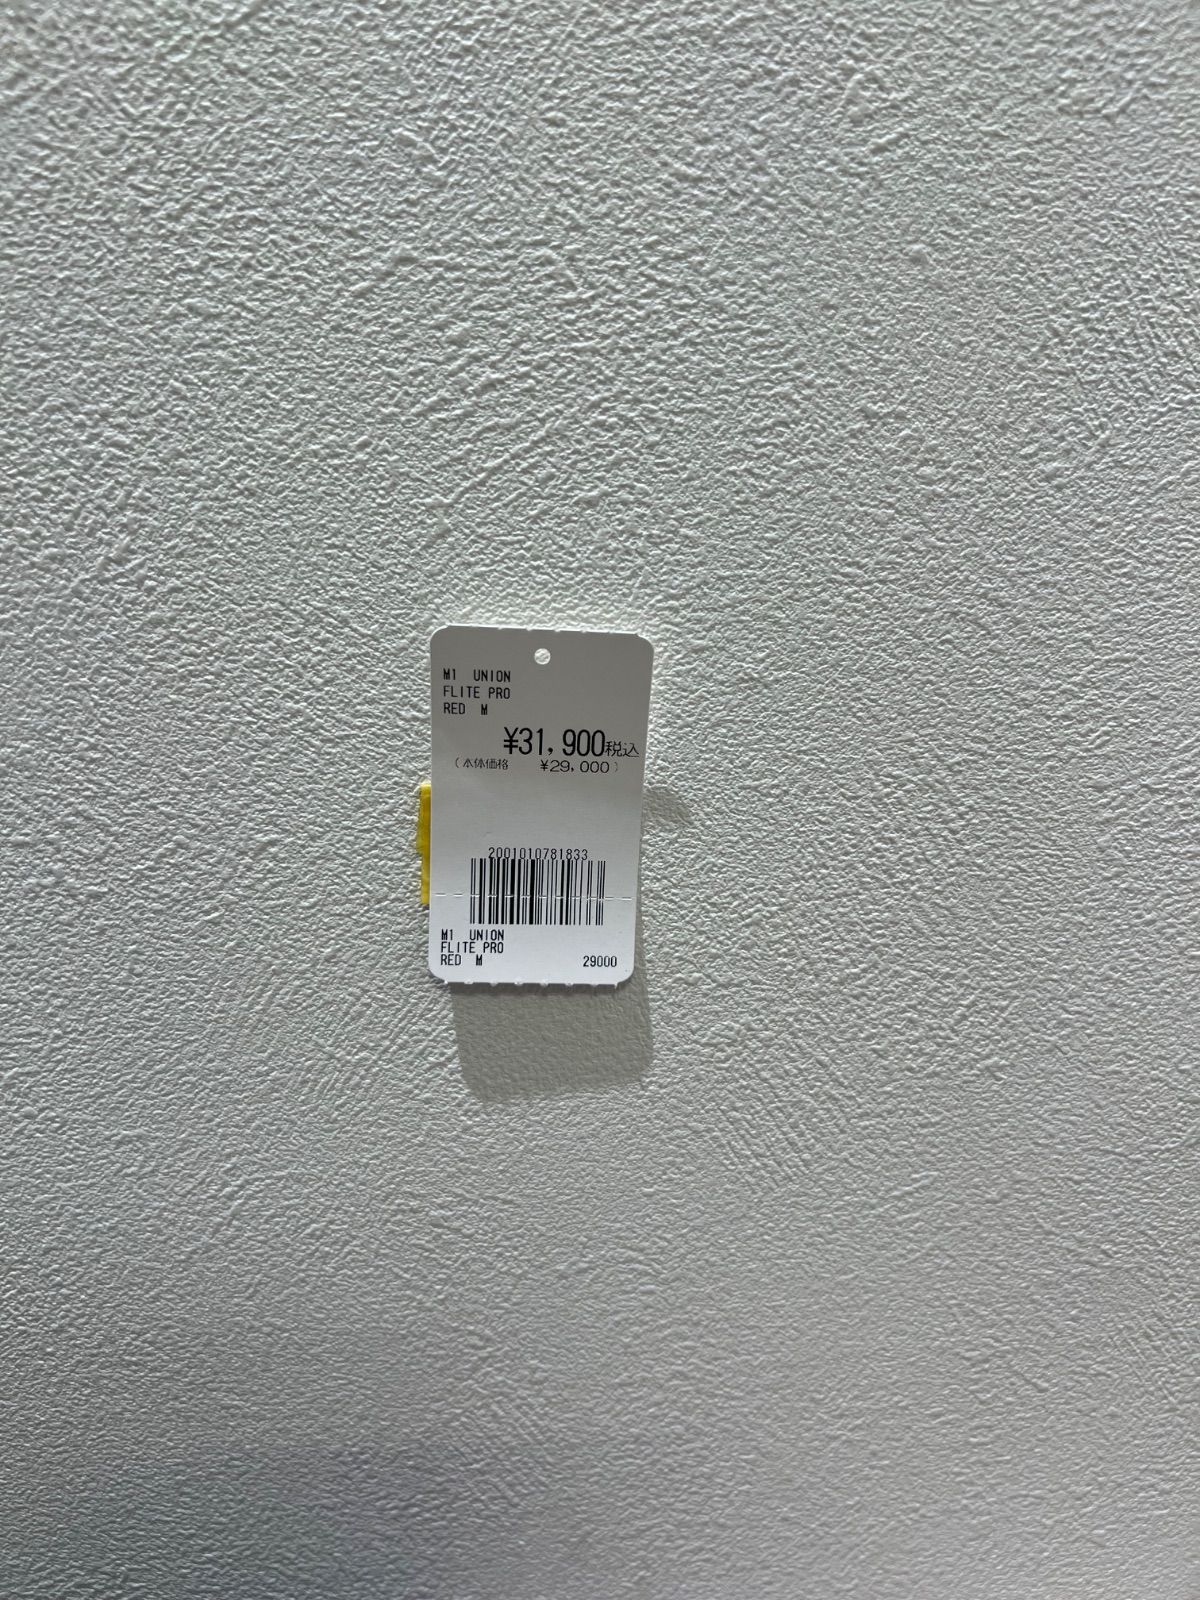 M1 UNION
FLITE PRO
RED M
¥31,900税込
(本体価格 ¥29,000)
2001010781833
M1 UNION
FLITE PRO
RED M 29000